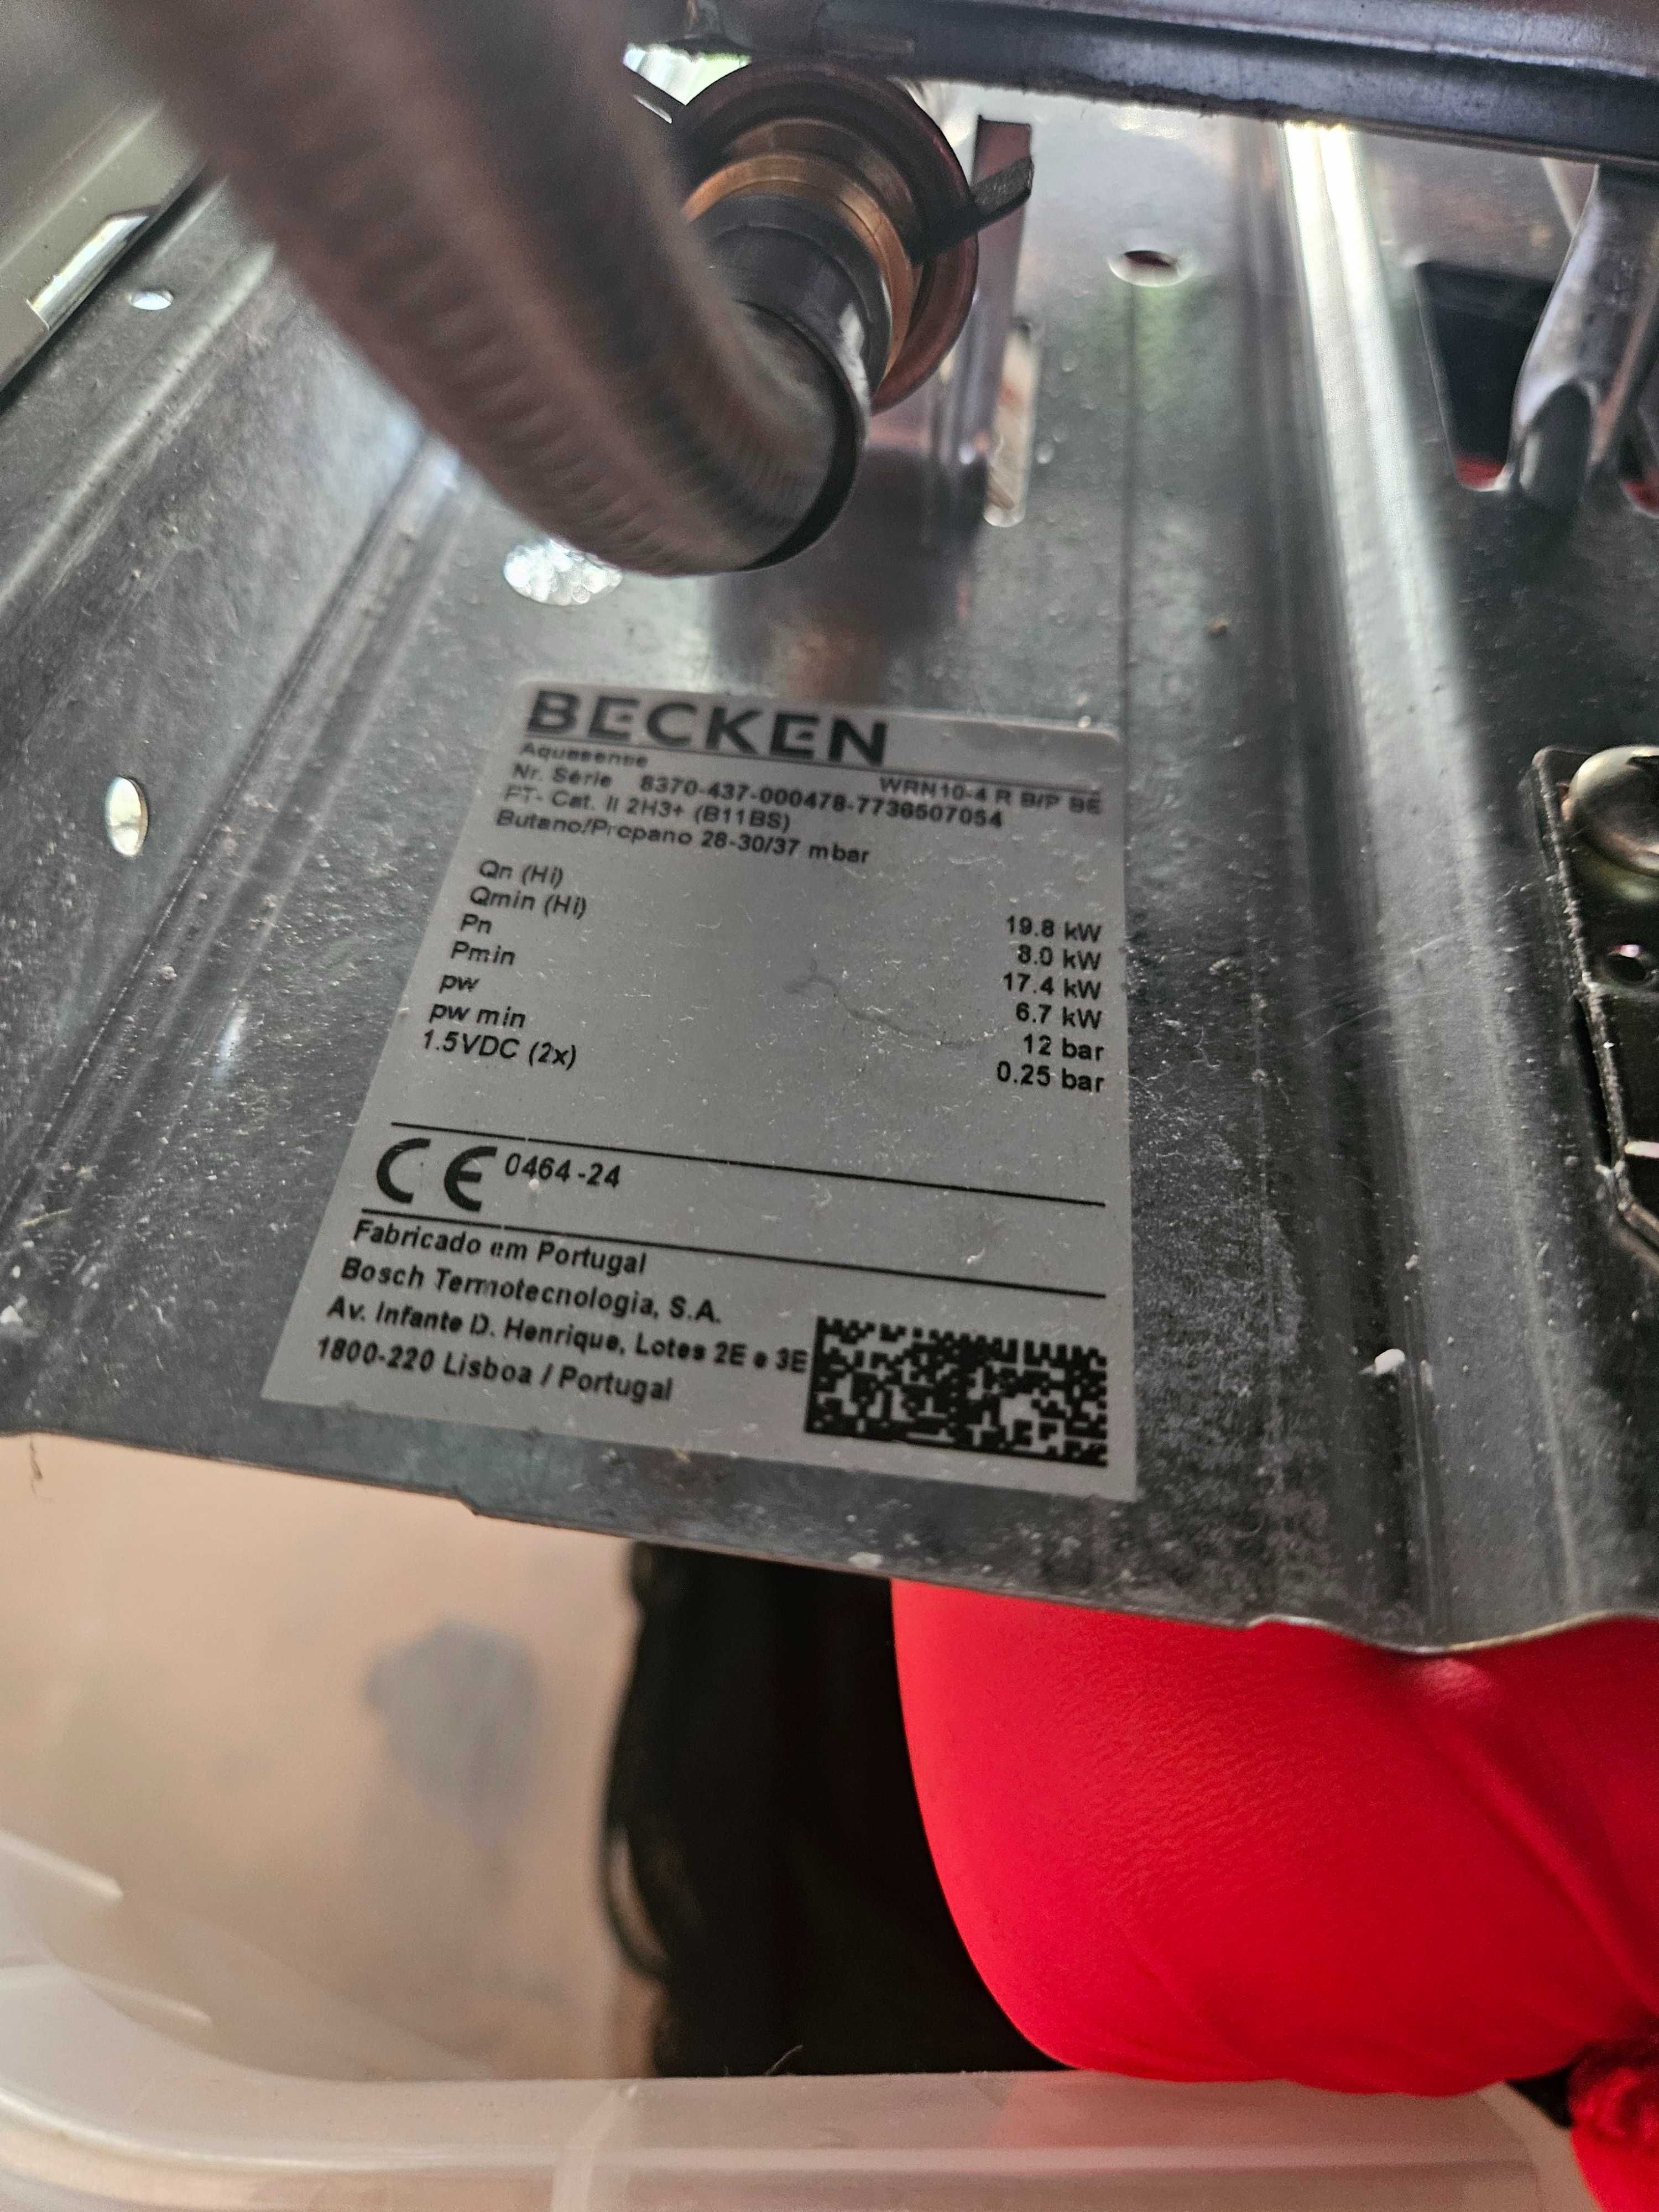 BECKEN
Aquasense WRN10-4 R B/P BE
Nr. Série 8370-437-000478-7736507054
PT- Cat. II 2H3+ (B11BS)
Butano/Propano 28-30/37 mbar
Qn (Hi) 19.8 kW
Qmin (Hi) 8.0 kW
Pn 17.4 kW
Pmin 6.7 kW
pw 12 bar
pw min 0.25 bar
1.5VDC (2x)
CE 0464-24
Fabricado em Portugal
Bosch Termotecnologia, S.A.
Av. Infante D. Henrique, Lotes 2E e 3E
1800-220 Lisboa / Portugal